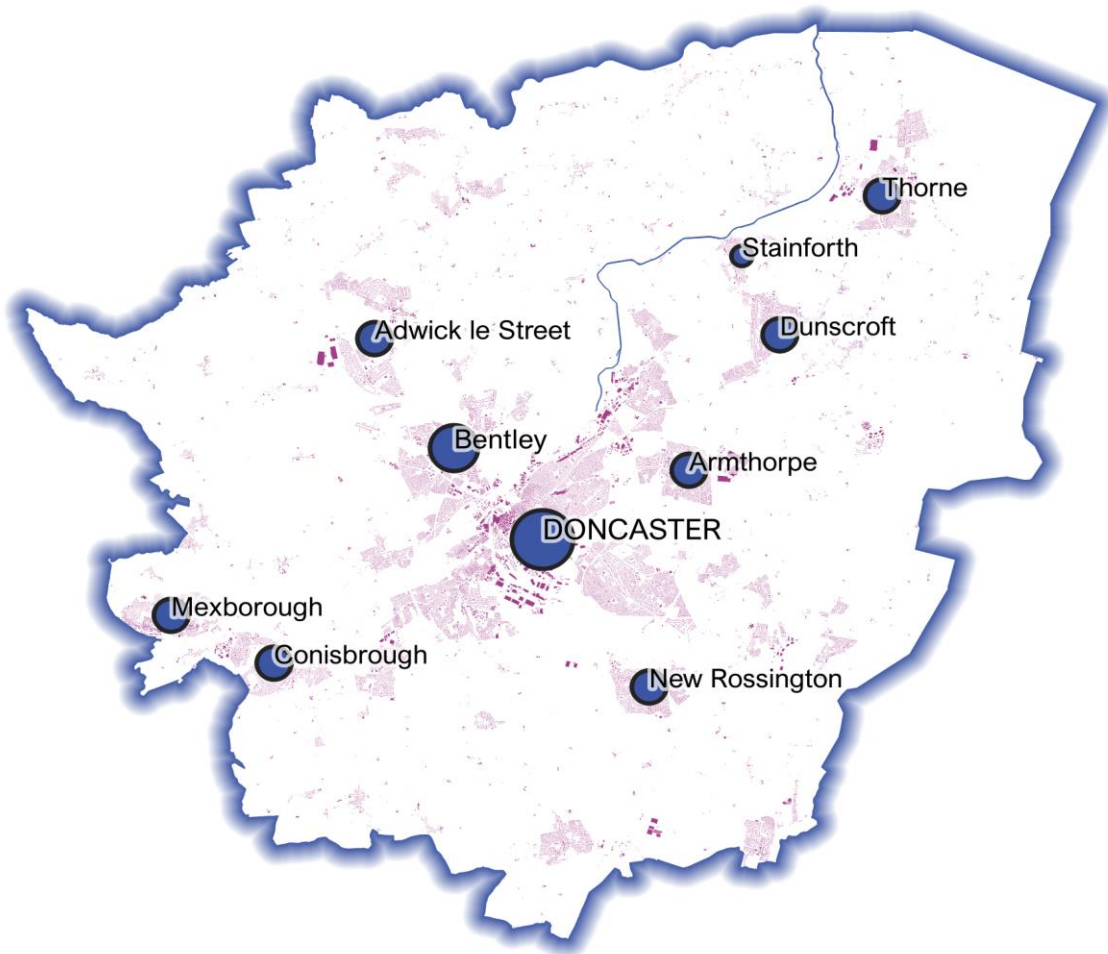 Thorne
Stainforth
Dunscroft
Adwick le Street
Bentley
Armthorpe
DONCASTER
Mexborough
Conisbrough
New Rossington